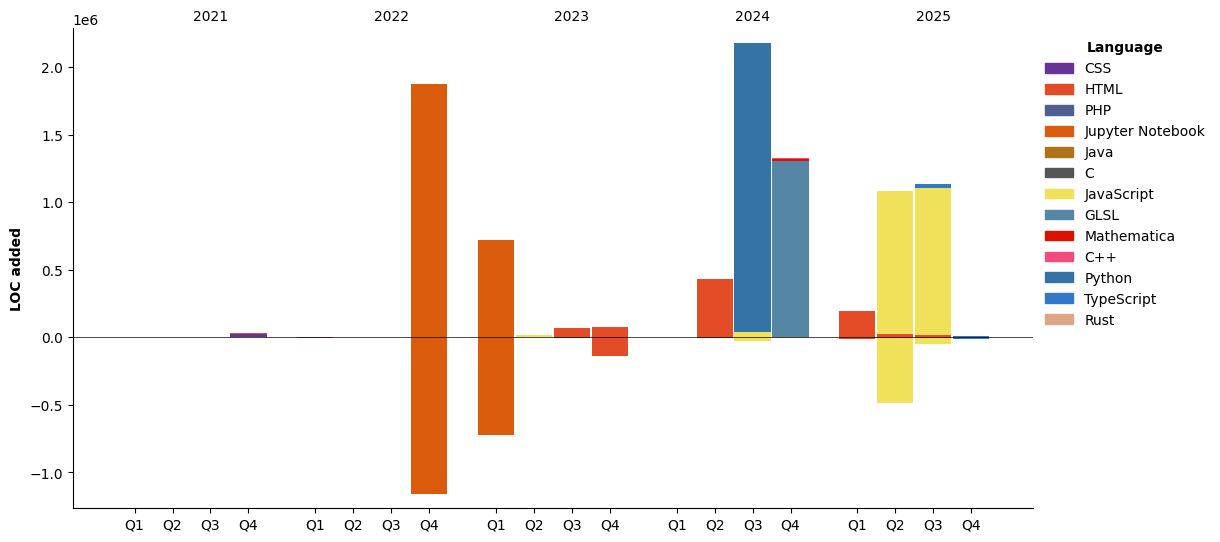 1e6
2021 2022 2023 2024 2025
2.0
1.5
1.0
0.5
0.0
−0.5
−1.0
LOC added
Q1 Q2 Q3 Q4 Q1 Q2 Q3 Q4 Q1 Q2 Q3 Q4 Q1 Q2 Q3 Q4 Q1 Q2 Q3 Q4
Language
CSS
HTML
PHP
Jupyter Notebook
Java
C
JavaScript
GLSL
Mathematica
C++
Python
TypeScript
Rust